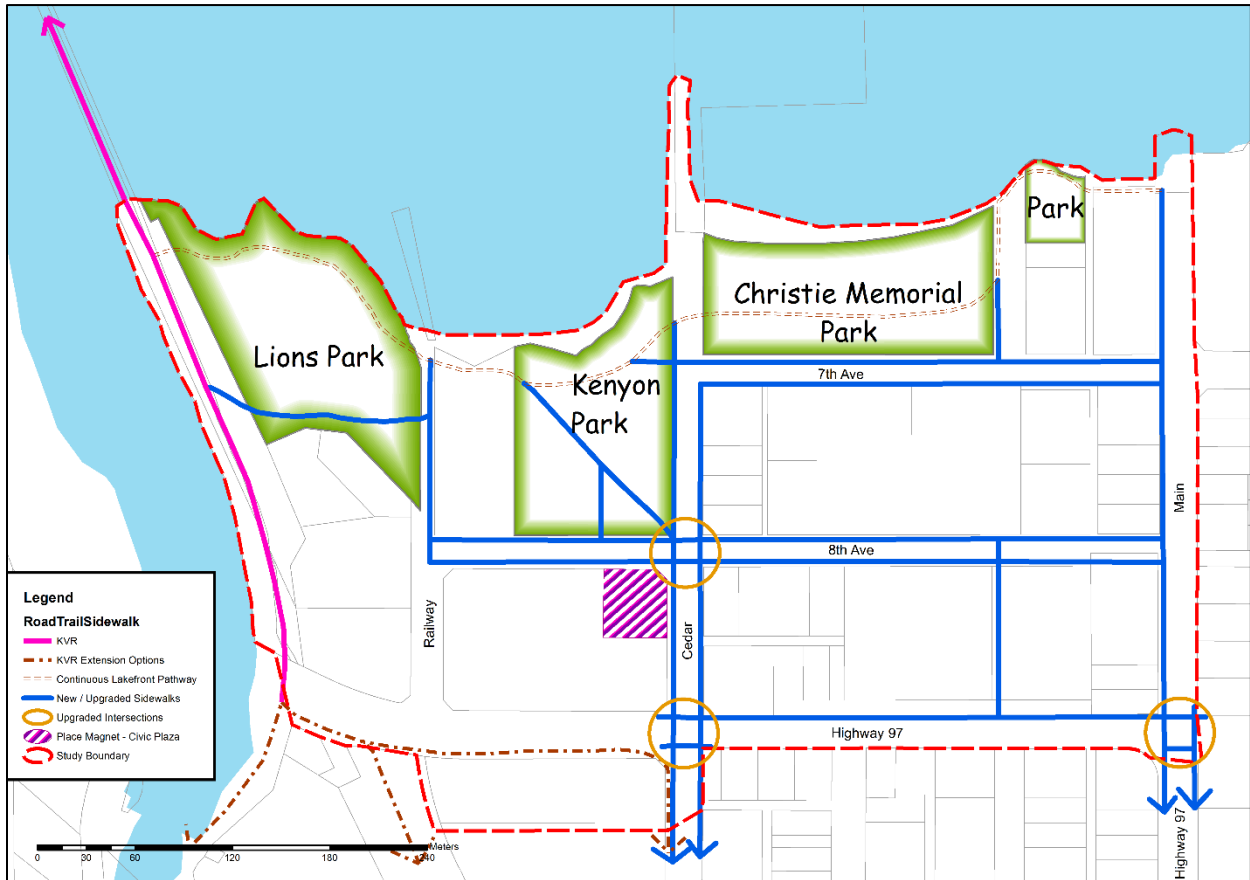 Park
Christie Memorial
Park
Lions Park
7th Ave
Kenyon
Park
Main
8th Ave
Railway
Cedar
Highway 97
Highway 97
Legend
RoadTrailSidewalk
KVR
KVR Extension Options
Continuous Lakefront Pathway
New / Upgraded Sidewalks
Upgraded Intersections
Place Magnet - Civic Plaza
Study Boundary
Meters
0 30 60 120 180 240